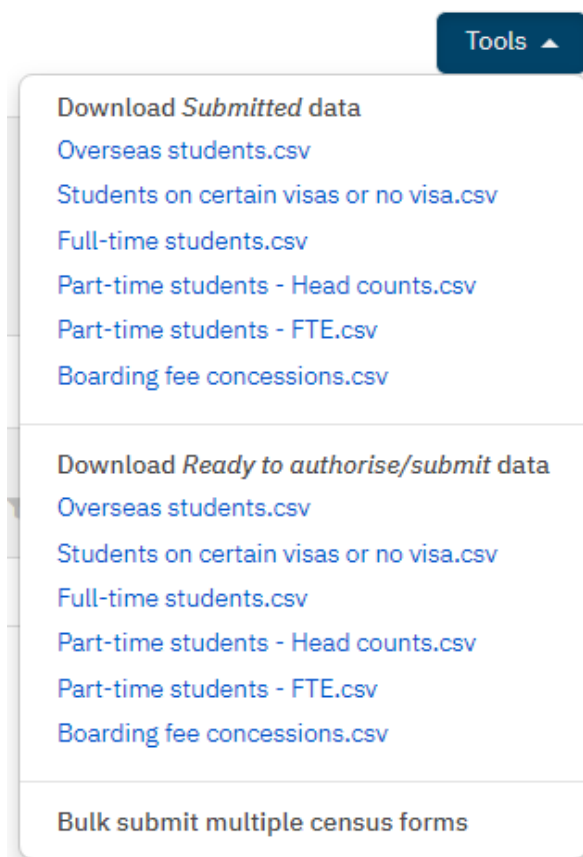 Tools
Download Submitted data
Overseas students.csv
Students on certain visas or no visa.csv
Full-time students.csv
Part-time students - Head counts.csv
Part-time students - FTE.csv
Boarding fee concessions.csv
Download Ready to authorise/submit data
Overseas students.csv
Students on certain visas or no visa.csv
Full-time students.csv
Part-time students - Head counts.csv
Part-time students - FTE.csv
Boarding fee concessions.csv
Bulk submit multiple census forms